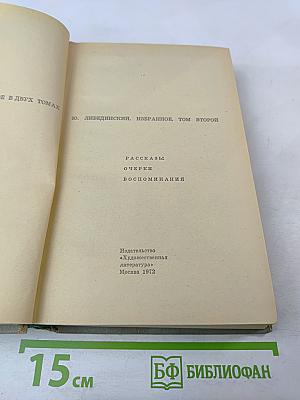 Е В ДВУХ ТОМАХ
Ю. ЛИБЕДИНСКИЙ. ИЗБРАННОЕ. ТОМ ВТОРОЙ
РАССКАЗЫ
ОЧЕРКИ
ВОСПОМИНАНИЯ
Издательство
«Художественная
литература»
Москва 1972
15 см
БФ БИБЛИОФАН